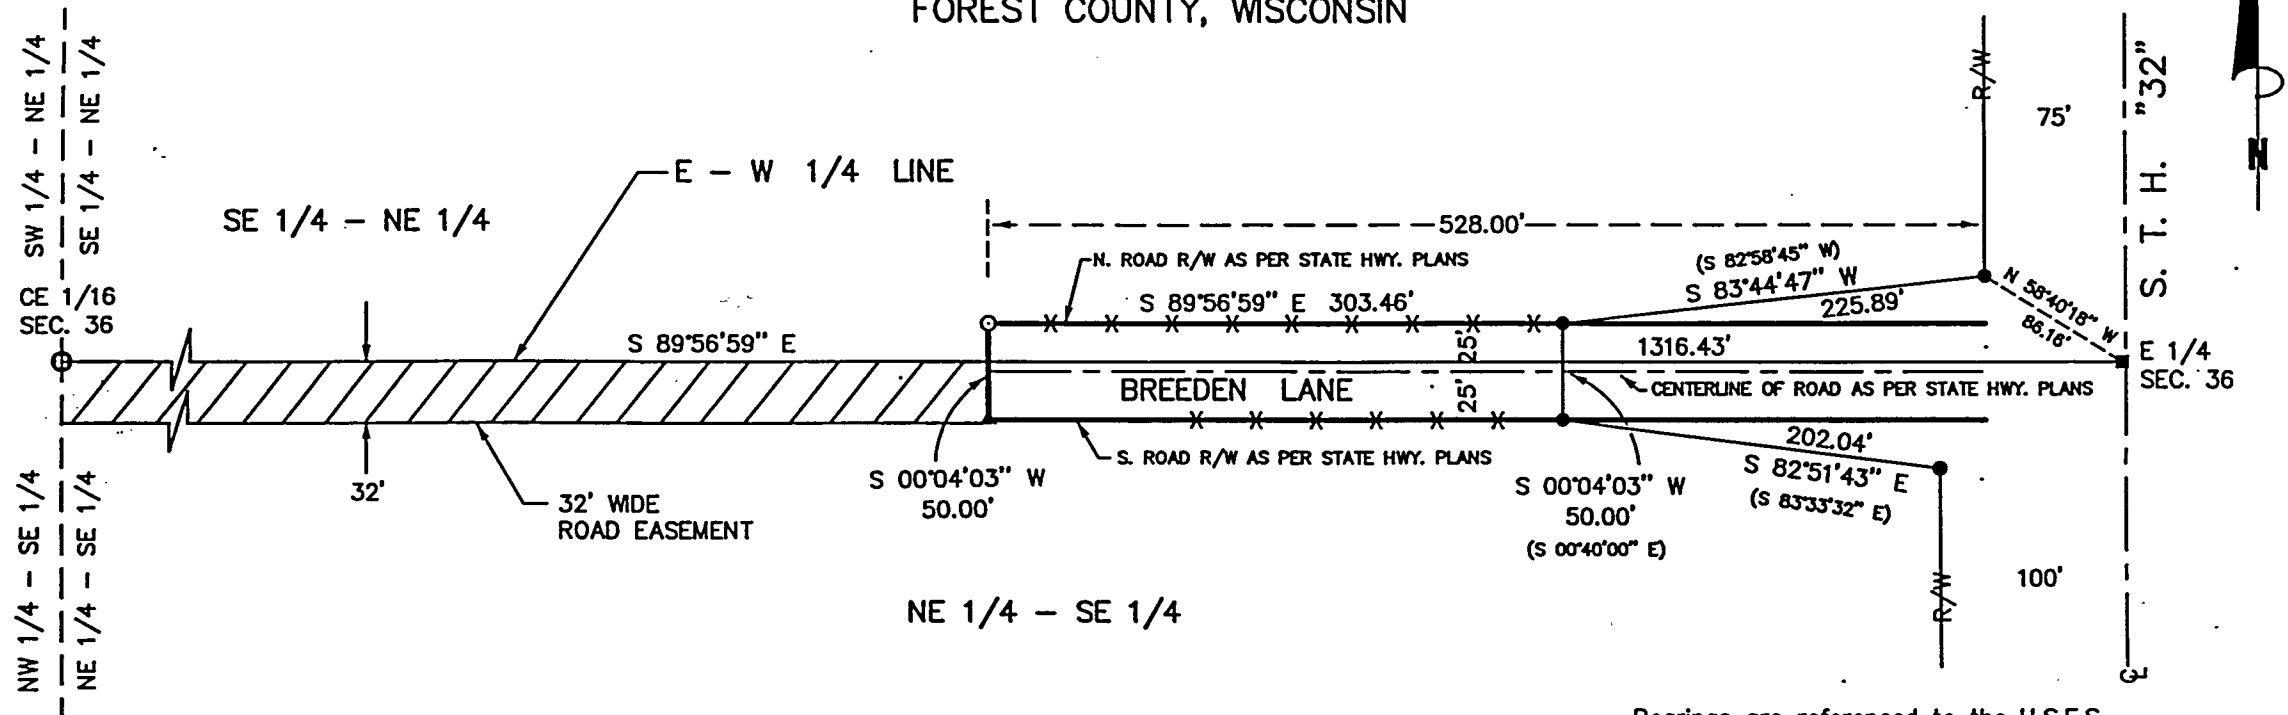 FOREST COUNTY, WISCONSIN
SW 1/4 - NE 1/4
SE 1/4 - NE 1/4
R/W
75'
S. T. H. "32"
N
E - W 1/4 LINE
SE 1/4 - NE 1/4
528.00'
N. ROAD R/W AS PER STATE HWY. PLANS
(S 82°58'45" W)
S 83°44'47" W
225.89'
N 58°40'18" W
86.16'
CE 1/16
SEC. 36
S 89°56'59" E 303.46'
S 89°56'59" E
25'
1316.43'
E 1/4
SEC. 36
BREEDEN LANE
25'
CENTERLINE OF ROAD AS PER STATE HWY. PLANS
S. ROAD R/W AS PER STATE HWY. PLANS
202.04'
S 82°51'43" E
(S 83°33'32" E)
32'
32' WIDE
ROAD EASEMENT
S 00°04'03" W
50.00'
S 00°04'03" W
50.00'
(S 00°40'00" E)
NW 1/4 - SE 1/4
NE 1/4 - SE 1/4
NE 1/4 - SE 1/4
R/W
100'
Bearings are referenced to the U.S.F.S.